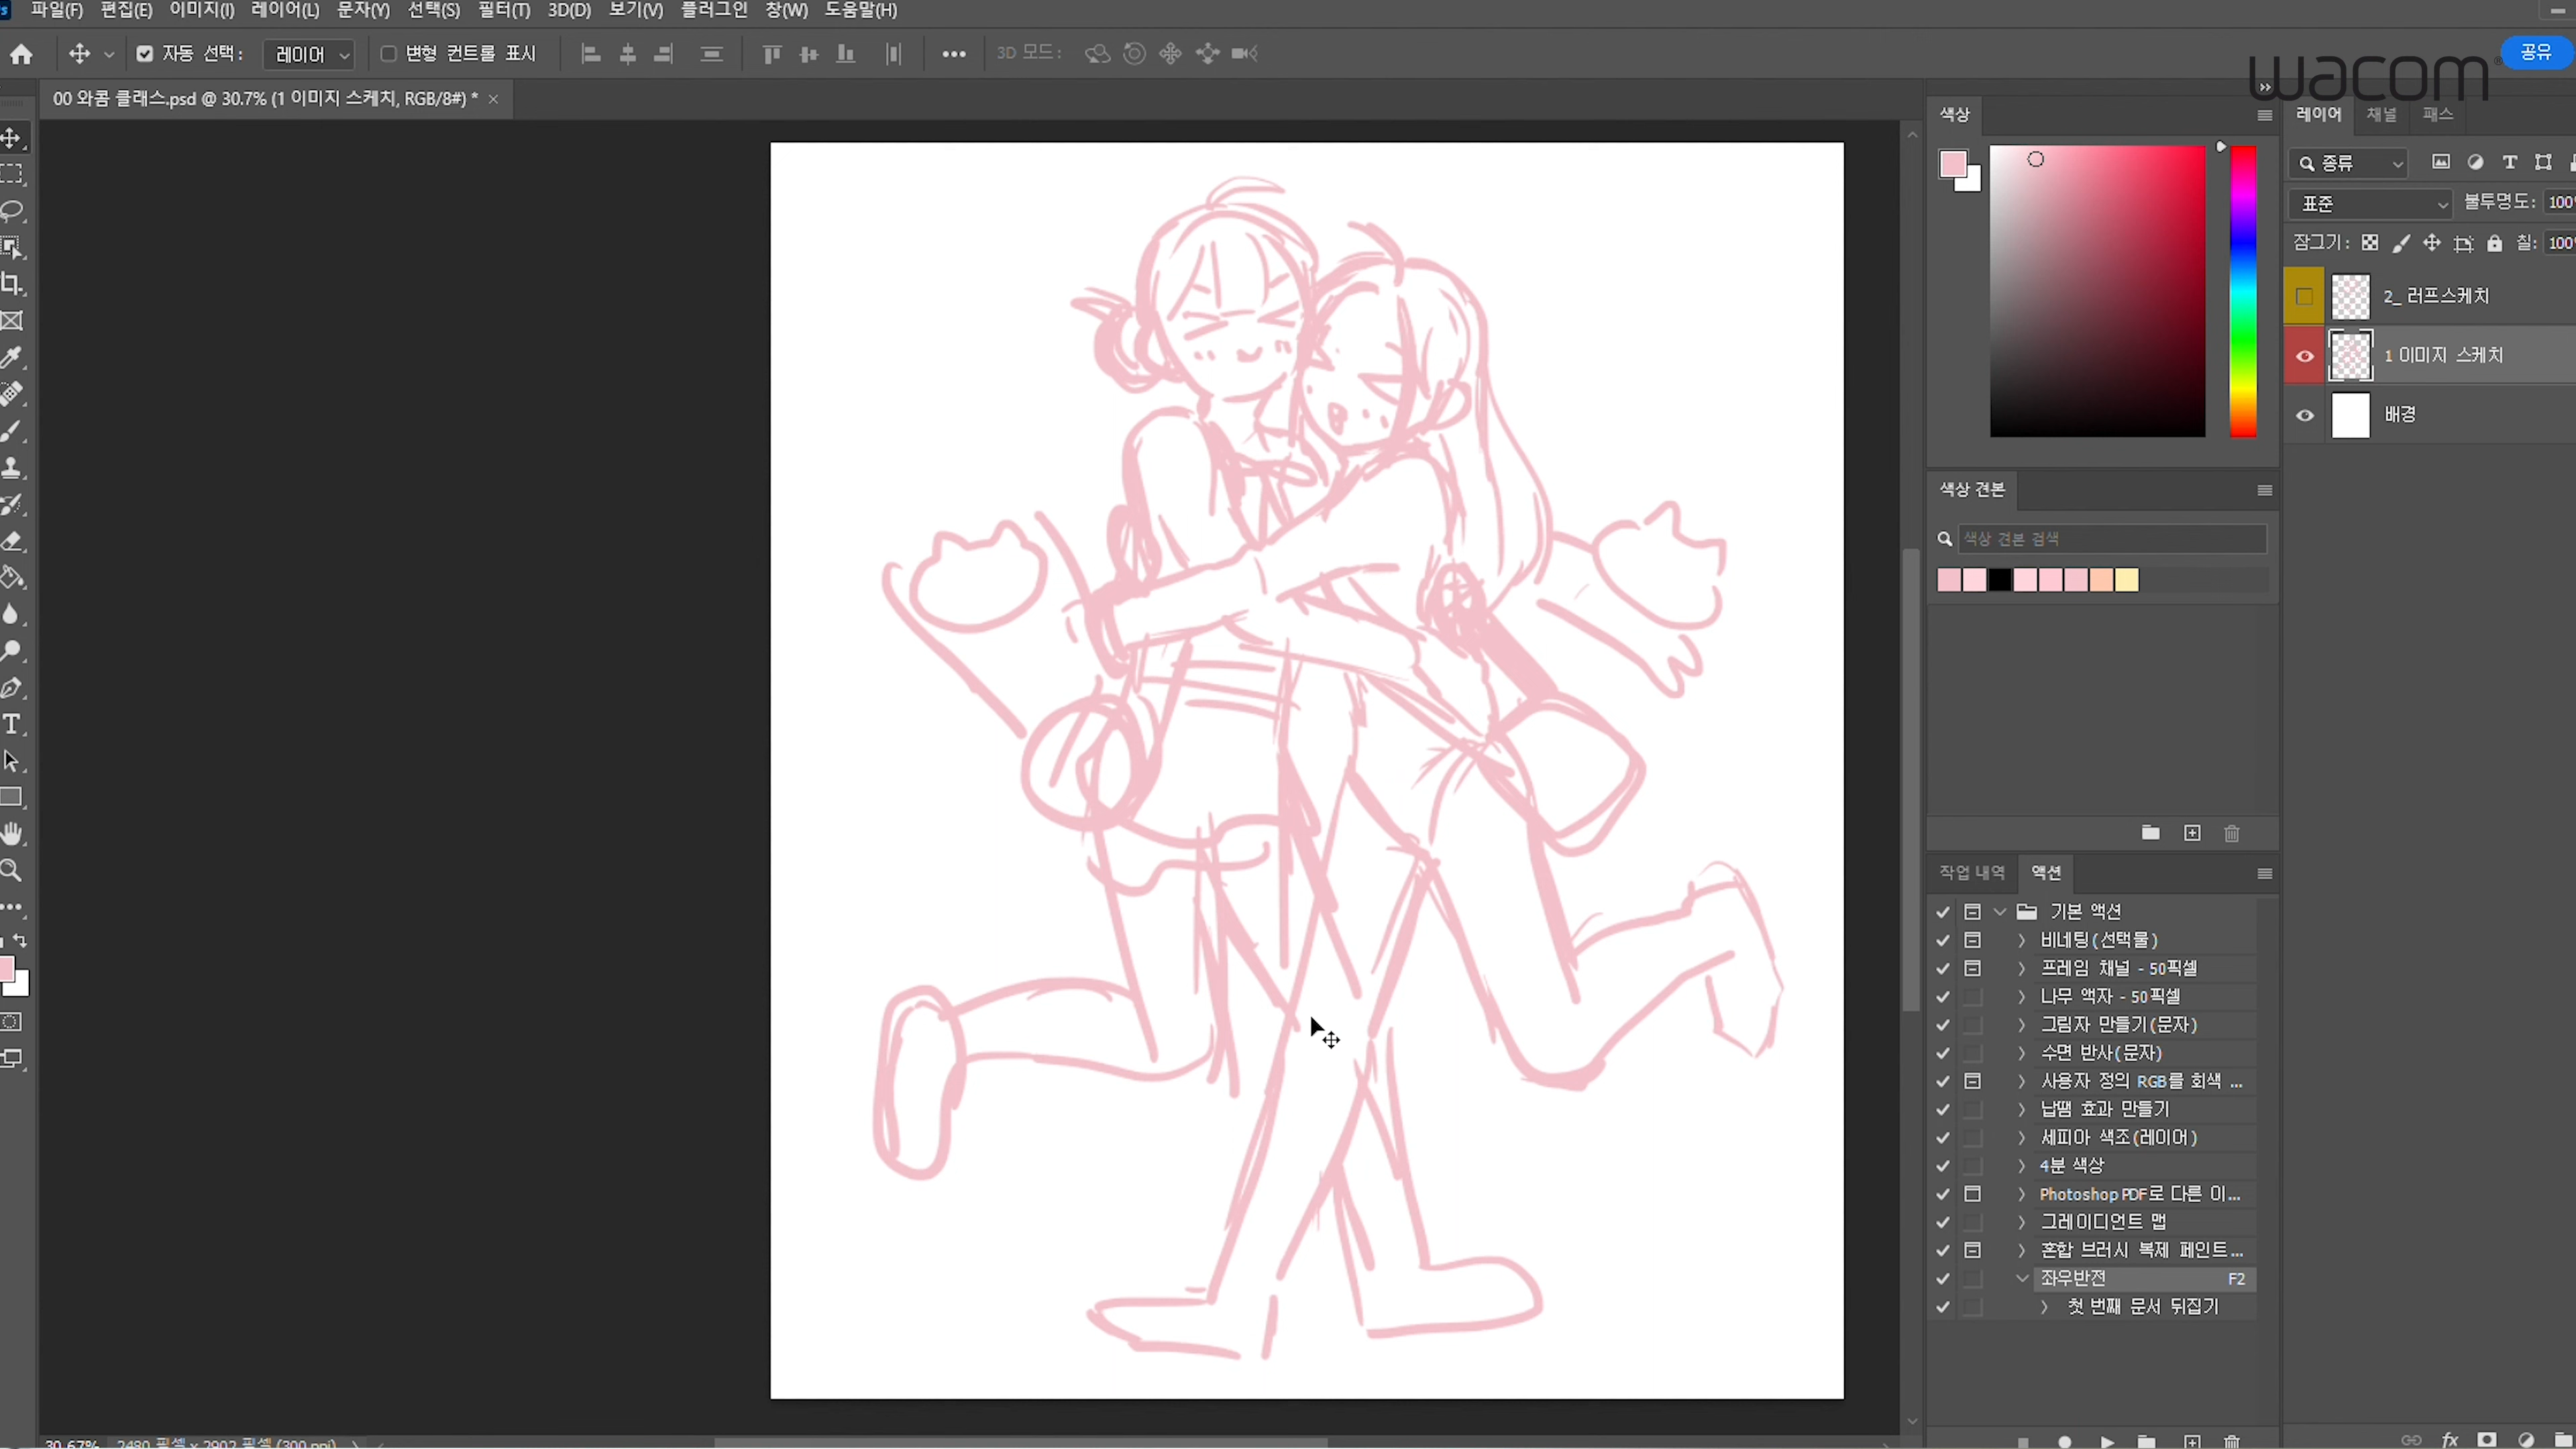 파일(F) 편집(E) 이미지(I) 레이어(L) 문자(Y) 선택(S) 필터(T) 3D(D) 보기(V) 플러그인 창(W) 도움말(H)
자동 선택: 레이어 변형 컨트롤 표시 3D 모드: 공유
wacom
00 와콤 클래스.psd @ 30.7% (1 이미지 스케치, RGB/8#) *
색상
레이어 채널 패스
종류
표준 불투명도: 100%
잠그기: 칠: 100
2_ 러프스케치
1 이미지 스케치
배경
색상 견본
색상 견본 검색
작업 내역 액션
기본 액션
비네팅(선택물)
프레임 채널 - 50픽셀
나무 액자 - 50픽셀
그림자 만들기(문자)
수면 반사(문자)
사용자 정의 RGB를 회색 ...
납땜 효과 만들기
세피아 색조(레이어)
4분 색상
Photoshop PDF로 다른 이...
그레이디언트 맵
혼합 브러시 복제 페인트...
좌우반전 F2
첫 번째 문서 뒤집기
30.67% 2480 픽셀 x 2902 픽셀 (300 ppi)
fx